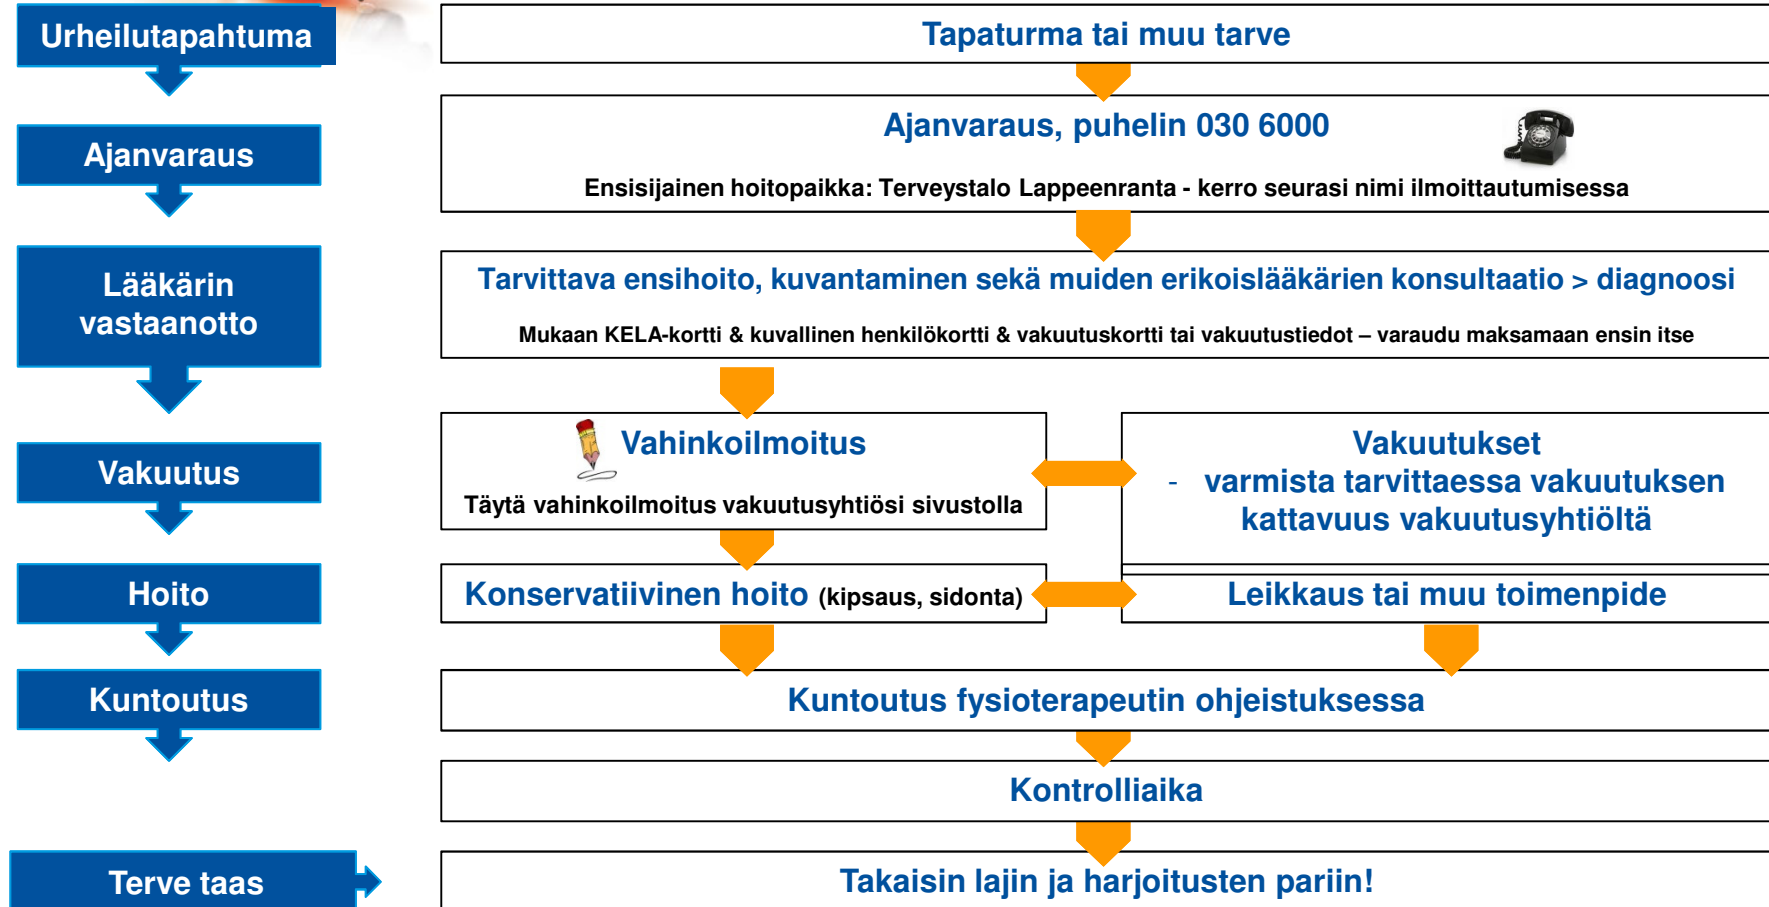 Urheilutapahtuma
Tapaturma tai muu tarve
Ajanvaraus
Ajanvaraus, puhelin 030 6000
Ensisijainen hoitopaikka: Terveystalo Lappeenranta - kerro seurasi nimi ilmoittautumisessa
Lääkärin
vastaanotto
Tarvittava ensihoito, kuvantaminen sekä muiden erikoislääkärien konsultaatio > diagnoosi
Mukaan KELA-kortti & kuvallinen henkilökortti & vakuutuskortti tai vakuutustiedot – varaudu maksamaan ensin itse
Vakuutus
Vahinkoilmoitus
Täytä vahinkoilmoitus vakuutusyhtiösi sivustolla
Vakuutukset
- varmista tarvittaessa vakuutuksen
kattavuus vakuutusyhtiöltä
Hoito
Konservatiivinen hoito (kipsaus, sidonta)
Leikkaus tai muu toimenpide
Kuntoutus
Kuntoutus fysioterapeutin ohjeistuksessa
Kontrolliaika
Terve taas
Takaisin lajin ja harjoitusten pariin!